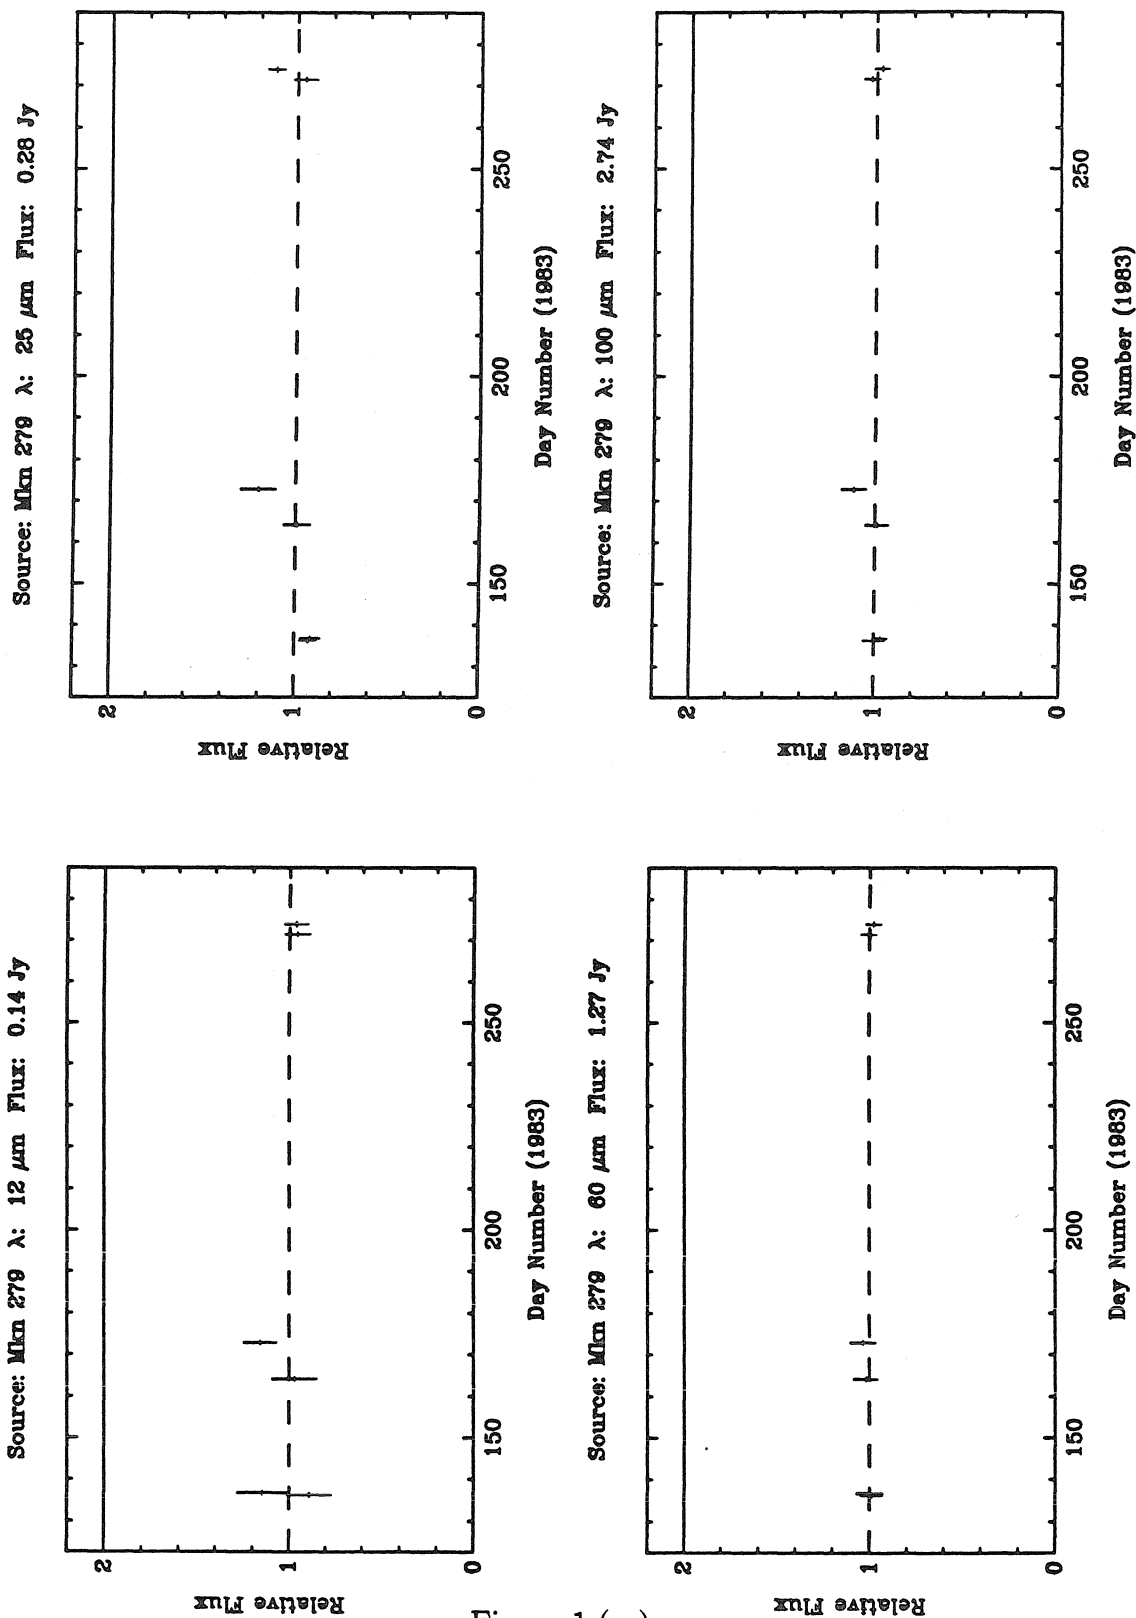 Source: Mkn 279 λ: 12 μm Flux: 0.14 Jy
Relative Flux
2
1
0
150
200
250
Day Number (1983)
Source: Mkn 279 λ: 25 μm Flux: 0.28 Jy
Relative Flux
2
1
0
150
200
250
Day Number (1983)
Source: Mkn 279 λ: 60 μm Flux: 1.27 Jy
Relative Flux
2
1
0
150
200
250
Day Number (1983)
Source: Mkn 279 λ: 100 μm Flux: 2.74 Jy
Relative Flux
2
1
0
150
200
250
Day Number (1983)